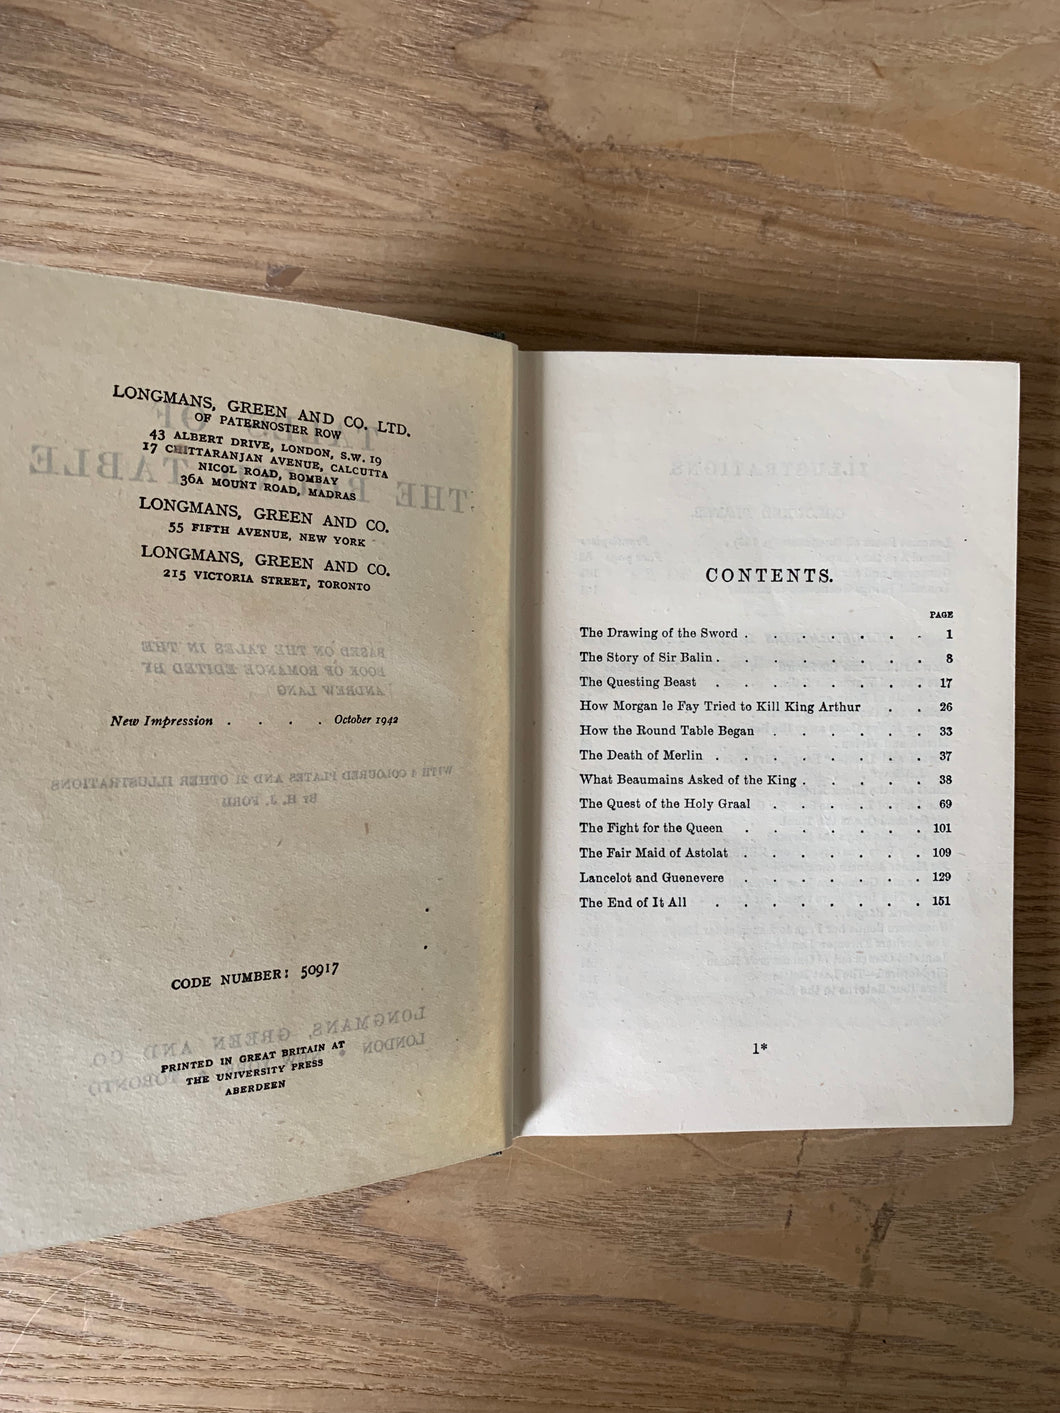 LONGMANS, GREEN AND CO. LTD.
OF PATERNOSTER ROW
43 ALBERT DRIVE, LONDON, S.W. 19
17 CHITTARANJAN AVENUE, CALCUTTA
NICOL ROAD, BOMBAY
36A MOUNT ROAD, MADRAS
LONGMANS, GREEN AND CO.
55 FIFTH AVENUE, NEW YORK
LONGMANS, GREEN AND CO.
215 VICTORIA STREET, TORONTO
New Impression . . . . October 1942
CODE NUMBER: 50917
PRINTED IN GREAT BRITAIN AT
THE UNIVERSITY PRESS
ABERDEEN
CONTENTS.
PAGE
The Drawing of the Sword . . . . . . . 1
The Story of Sir Balin . . . . . . . . 8
The Questing Beast . . . . . . . . 17
How Morgan le Fay Tried to Kill King Arthur . . 26
How the Round Table Began . . . . . . 33
The Death of Merlin . . . . . . . . 37
What Beaumains Asked of the King . . . . . 38
The Quest of the Holy Graal . . . . . . 69
The Fight for the Queen . . . . . . . 101
The Fair Maid of Astolat . . . . . . . 109
Lancelot and Guenevere . . . . . . . 129
The End of It All . . . . . . . . 151
1*